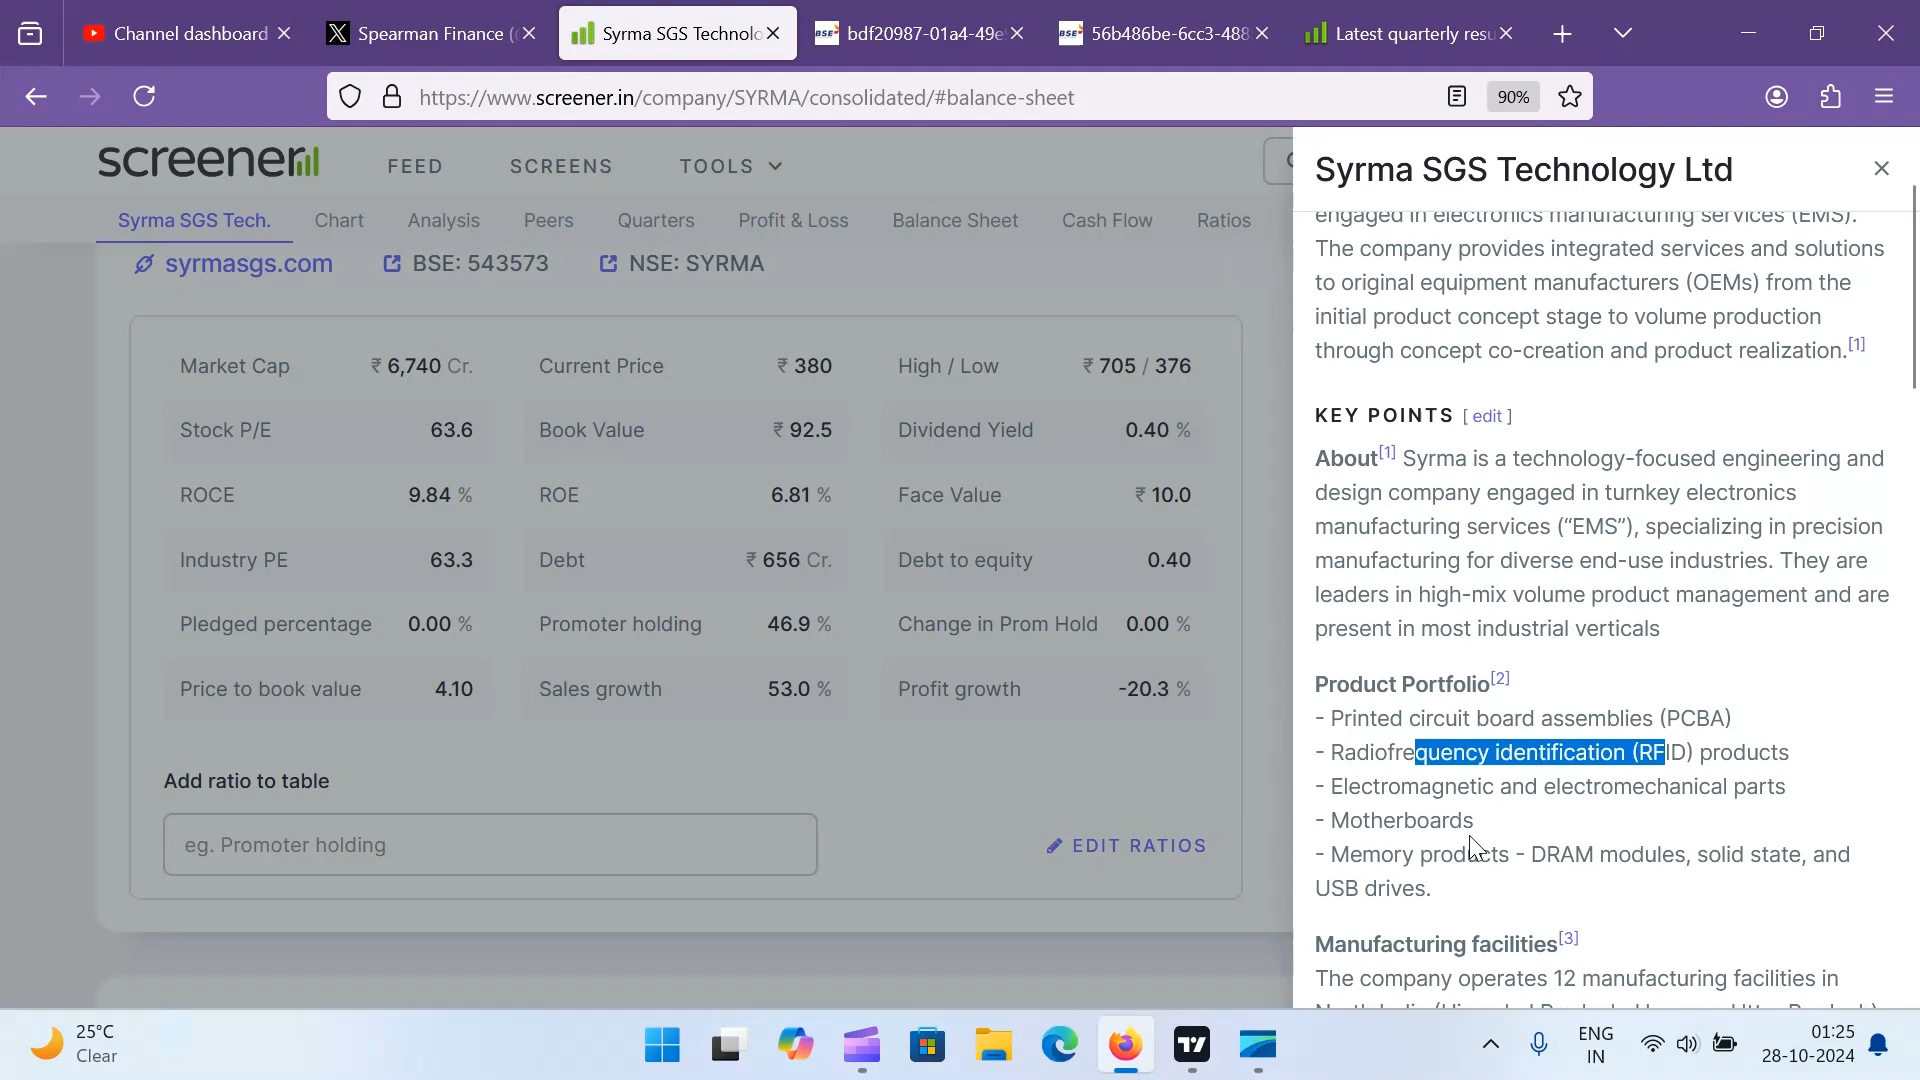 Channel dashboard
Spearman Finance (
Syrma SGS Technolo
BSE
bdf20987-01a4-49e
BSE
56b486be-6cc3-488
Latest quarterly resu
https://www.screener.in/company/SYRMA/consolidated/#balance-sheet
90%
screener
FEED
SCREENS
TOOLS
Syrma SGS Tech.
Chart
Analysis
Peers
Quarters
Profit & Loss
Balance Sheet
Cash Flow
Ratios
syrmasgs.com
BSE: 543573
NSE: SYRMA
Market Cap ₹ 6,740 Cr.
Current Price ₹ 380
High / Low ₹ 705 / 376
Stock P/E 63.6
Book Value ₹ 92.5
Dividend Yield 0.40 %
ROCE 9.84 %
ROE 6.81 %
Face Value ₹ 10.0
Industry PE 63.3
Debt ₹ 656 Cr.
Debt to equity 0.40
Pledged percentage 0.00 %
Promoter holding 46.9 %
Change in Prom Hold 0.00 %
Price to book value 4.10
Sales growth 53.0 %
Profit growth -20.3 %
Add ratio to table
eg. Promoter holding
EDIT RATIOS
Syrma SGS Technology Ltd
engaged in electronics manufacturing services (EMS).
The company provides integrated services and solutions
to original equipment manufacturers (OEMs) from the
initial product concept stage to volume production
through concept co-creation and product realization.[1]
KEY POINTS [ edit ]
About[1] Syrma is a technology-focused engineering and
design company engaged in turnkey electronics
manufacturing services (“EMS”), specializing in precision
manufacturing for diverse end-use industries. They are
leaders in high-mix volume product management and are
present in most industrial verticals
Product Portfolio[2]
- Printed circuit board assemblies (PCBA)
- Radiofrequency identification (RFID) products
- Electromagnetic and electromechanical parts
- Motherboards
- Memory products - DRAM modules, solid state, and
USB drives.
Manufacturing facilities[3]
The company operates 12 manufacturing facilities in
25°C
Clear
ENG
IN
01:25
28-10-2024